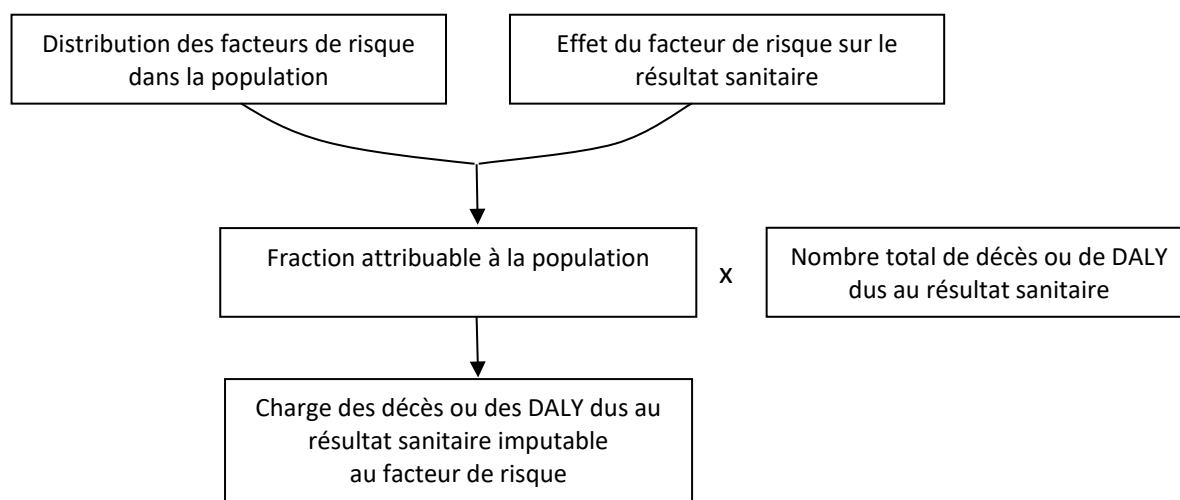 Distribution des facteurs de risque
dans la population
Effet du facteur de risque sur le
résultat sanitaire
Fraction attribuable à la population
x
Nombre total de décès ou de DALY
dus au résultat sanitaire
Charge des décès ou des DALY dus au
résultat sanitaire imputable
au facteur de risque